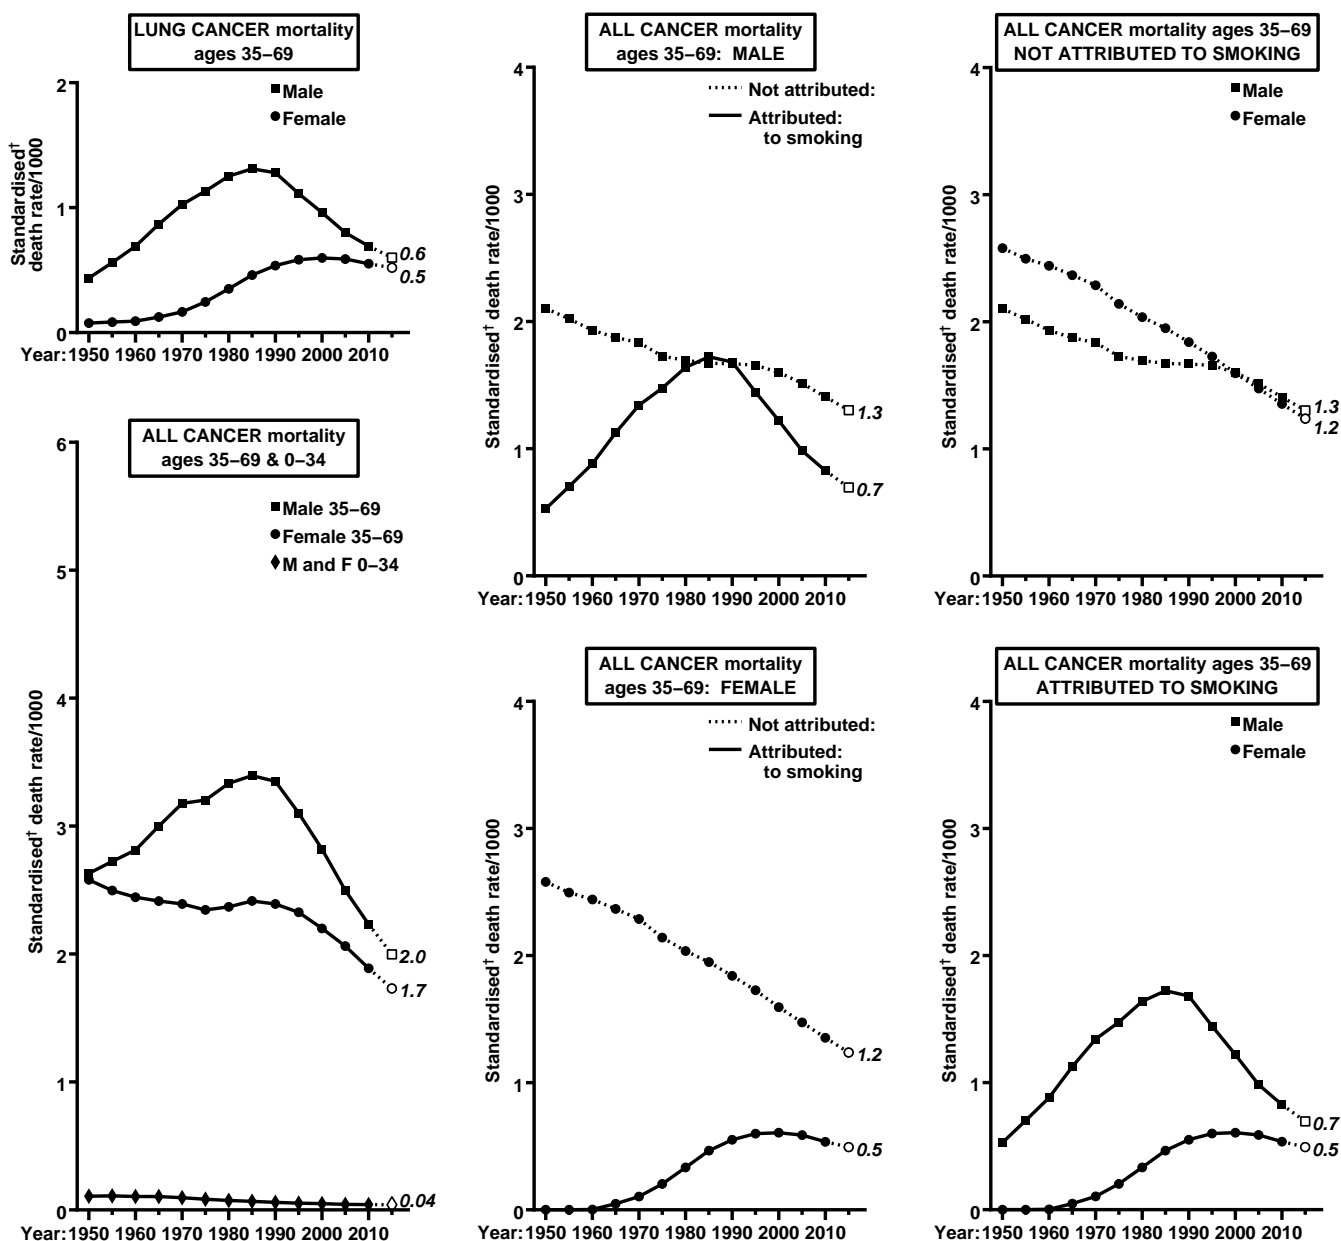 LUNG CANCER mortality
ages 35–69
2
Male
Female
Standardised†
death rate/1000
1
0.6
0.5
0
Year: 1950 1960 1970 1980 1990 2000 2010
ALL CANCER mortality
ages 35–69 & 0–34
6
Male 35–69
Female 35–69
M and F 0–34
5
4
Standardised† death rate/1000
3
2
2.0
1.7
1
0.04
0
Year: 1950 1960 1970 1980 1990 2000 2010
ALL CANCER mortality
ages 35–69: MALE
4
Not attributed:
Attributed:
to smoking
3
Standardised† death rate/1000
2
1.3
1
0.7
0
Year: 1950 1960 1970 1980 1990 2000 2010
ALL CANCER mortality
ages 35–69: FEMALE
4
Not attributed:
Attributed:
to smoking
3
Standardised† death rate/1000
2
1.2
1
0.5
0
Year: 1950 1960 1970 1980 1990 2000 2010
ALL CANCER mortality ages 35–69
NOT ATTRIBUTED TO SMOKING
4
Male
Female
3
Standardised† death rate/1000
2
1.3
1.2
1
0
Year: 1950 1960 1970 1980 1990 2000 2010
ALL CANCER mortality ages 35–69
ATTRIBUTED TO SMOKING
4
Male
Female
3
Standardised† death rate/1000
2
1
0.7
0.5
0
Year: 1950 1960 1970 1980 1990 2000 2010